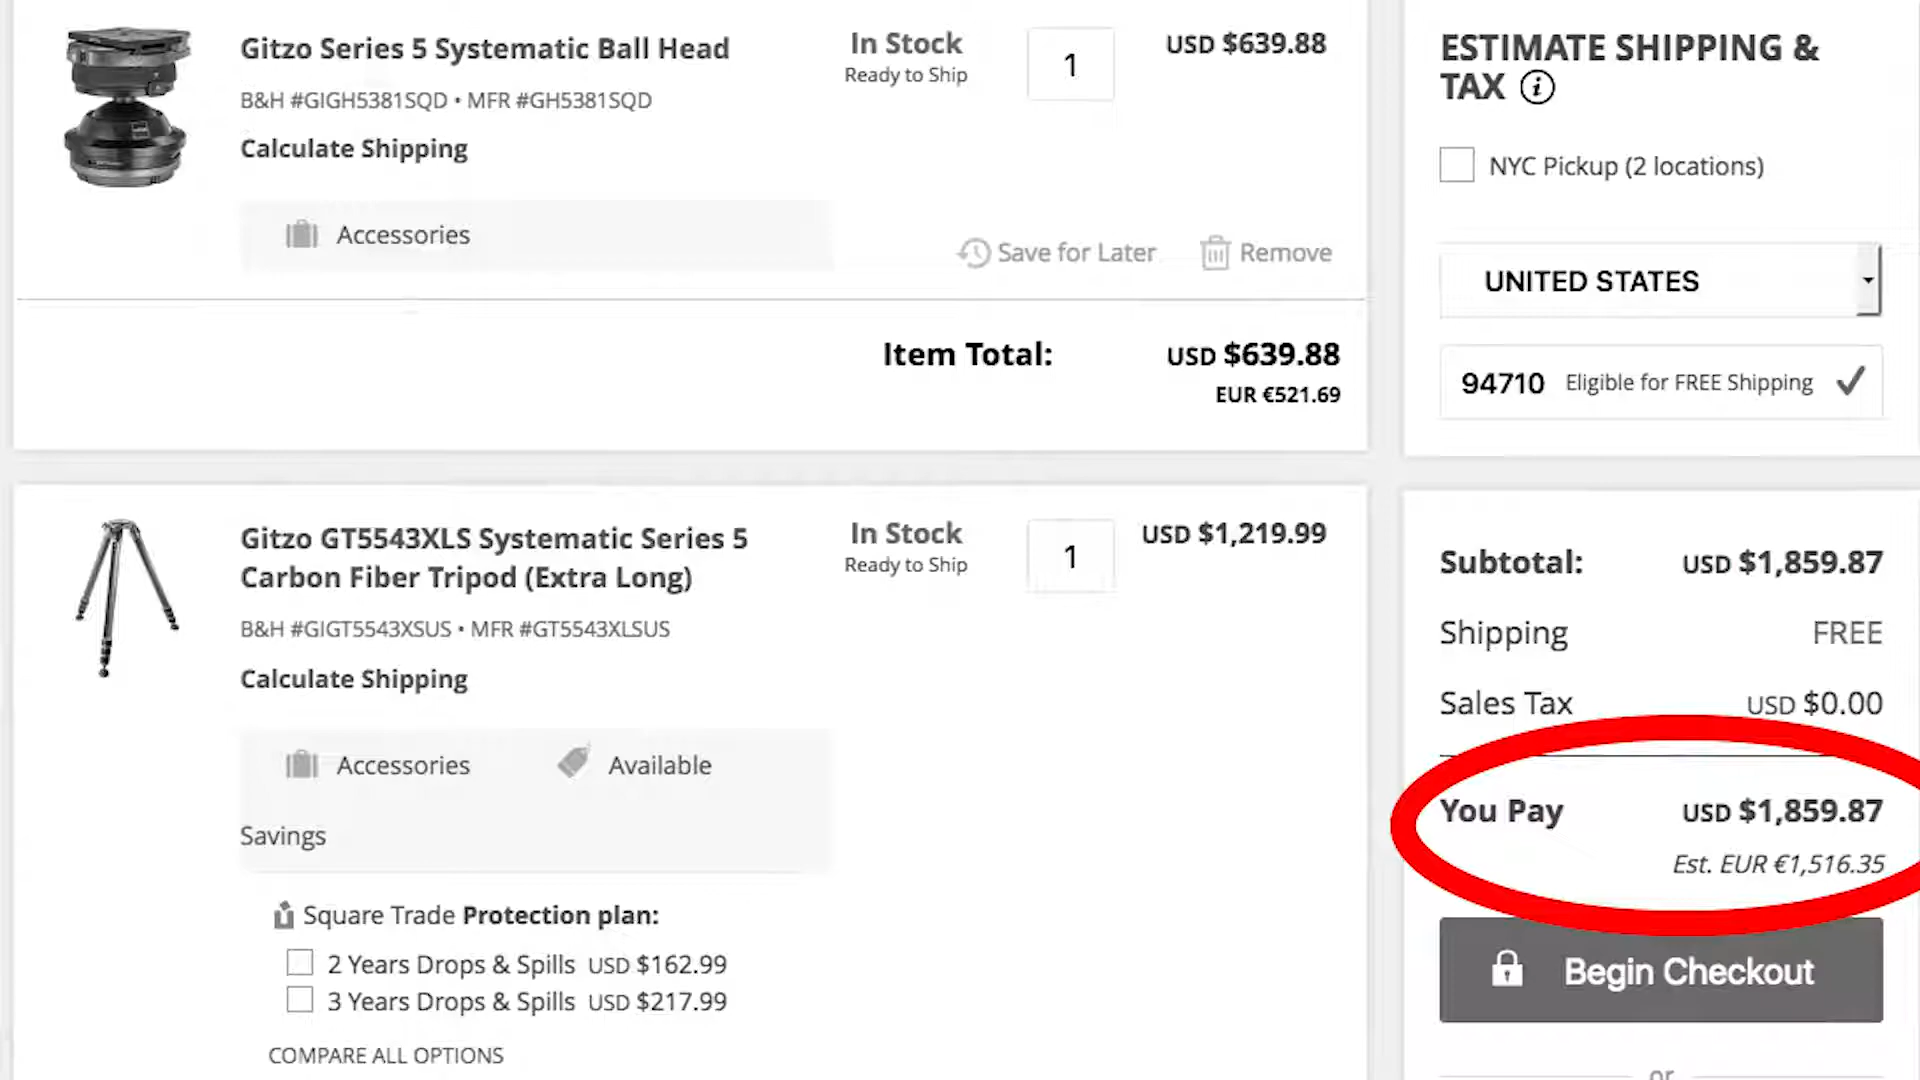 Gitzo Series 5 Systematic Ball Head
B&H #GIGH5381SQD • MFR #GH5381SQD
Calculate Shipping
In Stock
Ready to Ship
1
USD $639.88
Accessories
Save for Later
Remove
Item Total:
USD $639.88
EUR €521.69
Gitzo GT5543XLS Systematic Series 5
Carbon Fiber Tripod (Extra Long)
B&H #GIGT5543XSUS • MFR #GT5543XLSUS
Calculate Shipping
In Stock
Ready to Ship
1
USD $1,219.99
Accessories
Available
Savings
Square Trade Protection plan:
2 Years Drops & Spills USD $162.99
3 Years Drops & Spills USD $217.99
COMPARE ALL OPTIONS
ESTIMATE SHIPPING &
TAX i
NYC Pickup (2 locations)
UNITED STATES
94710 Eligible for FREE Shipping
Subtotal: USD $1,859.87
Shipping FREE
Sales Tax USD $0.00
You Pay USD $1,859.87
Est. EUR €1,516.35
Begin Checkout
or